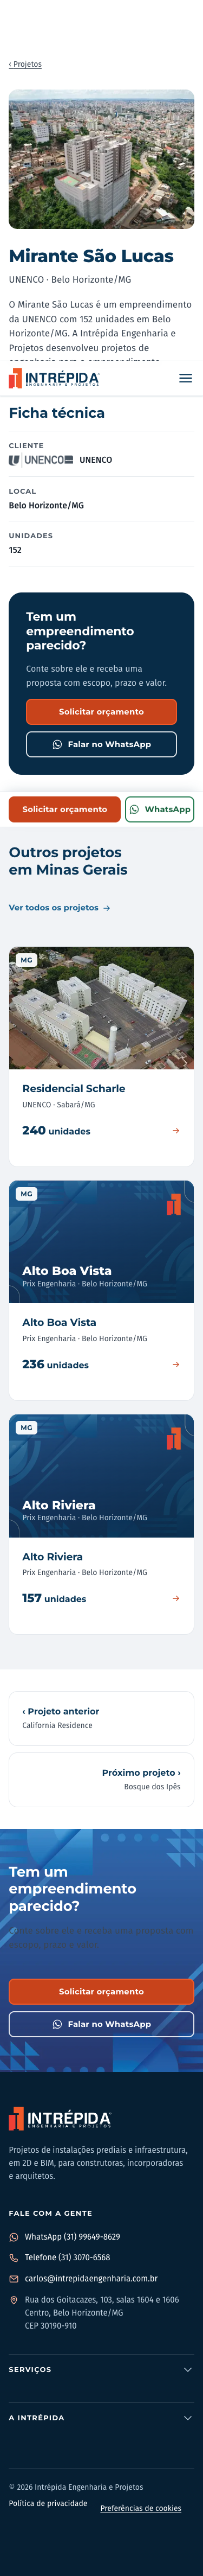 ‹ Projetos
Mirante São Lucas
UNENCO · Belo Horizonte/MG
O Mirante São Lucas é um empreendimento
da UNENCO com 152 unidades em Belo
Horizonte/MG. A Intrépida Engenharia e
Projetos desenvolveu projetos de
INTRÉPIDA
ENGENHARIA E PROJETOS
Ficha técnica
CLIENTE
UNENCO UNENCO
LOCAL
Belo Horizonte/MG
UNIDADES
152
Tem um
empreendimento
parecido?
Conte sobre ele e receba uma
proposta com escopo, prazo e valor.
Solicitar orçamento
Falar no WhatsApp
Solicitar orçamento
WhatsApp
Outros projetos
em Minas Gerais
Ver todos os projetos →
MG
Residencial Scharle
UNENCO · Sabará/MG
240 unidades →
MG
Alto Boa Vista
Prix Engenharia · Belo Horizonte/MG
Alto Boa Vista
Prix Engenharia · Belo Horizonte/MG
236 unidades →
MG
Alto Riviera
Prix Engenharia · Belo Horizonte/MG
Alto Riviera
Prix Engenharia · Belo Horizonte/MG
157 unidades →
‹ Projeto anterior
California Residence
Próximo projeto ›
Bosque dos Ipês
Tem um
empreendimento
parecido?
Solicitar orçamento
Falar no WhatsApp
INTRÉPIDA
ENGENHARIA E PROJETOS
Projetos de instalações prediais e infraestrutura,
em 2D e BIM, para construtoras, incorporadoras
e arquitetos.
FALE COM A GENTE
WhatsApp (31) 99649-8629
Telefone (31) 3070-6568
carlos@intrepidaengenharia.com.br
Rua dos Goitacazes, 103, salas 1604 e 1606
Centro, Belo Horizonte/MG
CEP 30190-910
SERVIÇOS
A INTRÉPIDA
© 2026 Intrépida Engenharia e Projetos
Política de privacidade
Preferências de cookies